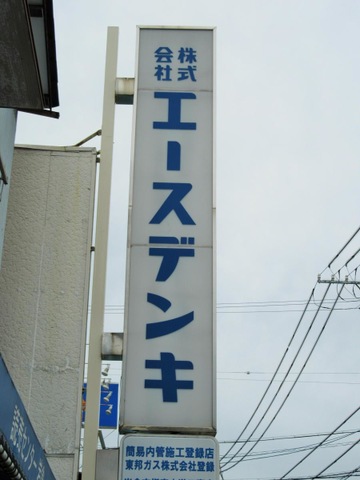 株式
会社
エースデンキ
簡易内管施工登録店
東邦ガス株式会社登録